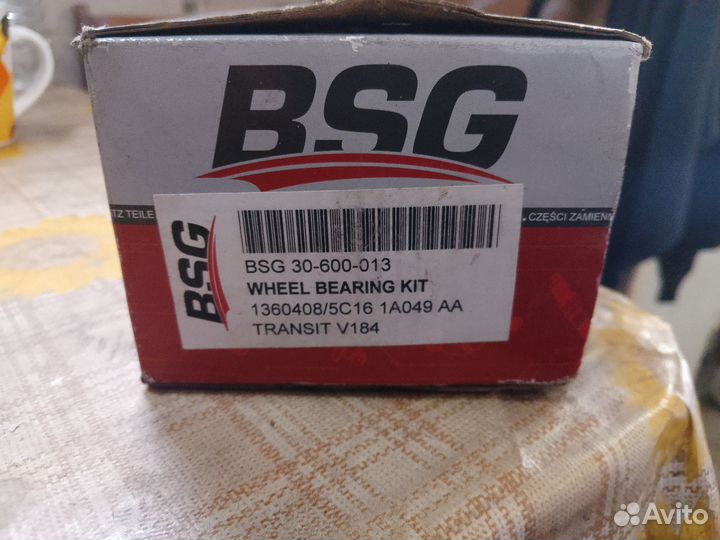 BSG
TZ TEILE
CZĘŚCI ZAMIENN
BSG
BSG 30-600-013
WHEEL BEARING KIT
1360408/5C16 1A049 AA
TRANSIT V184
Avito